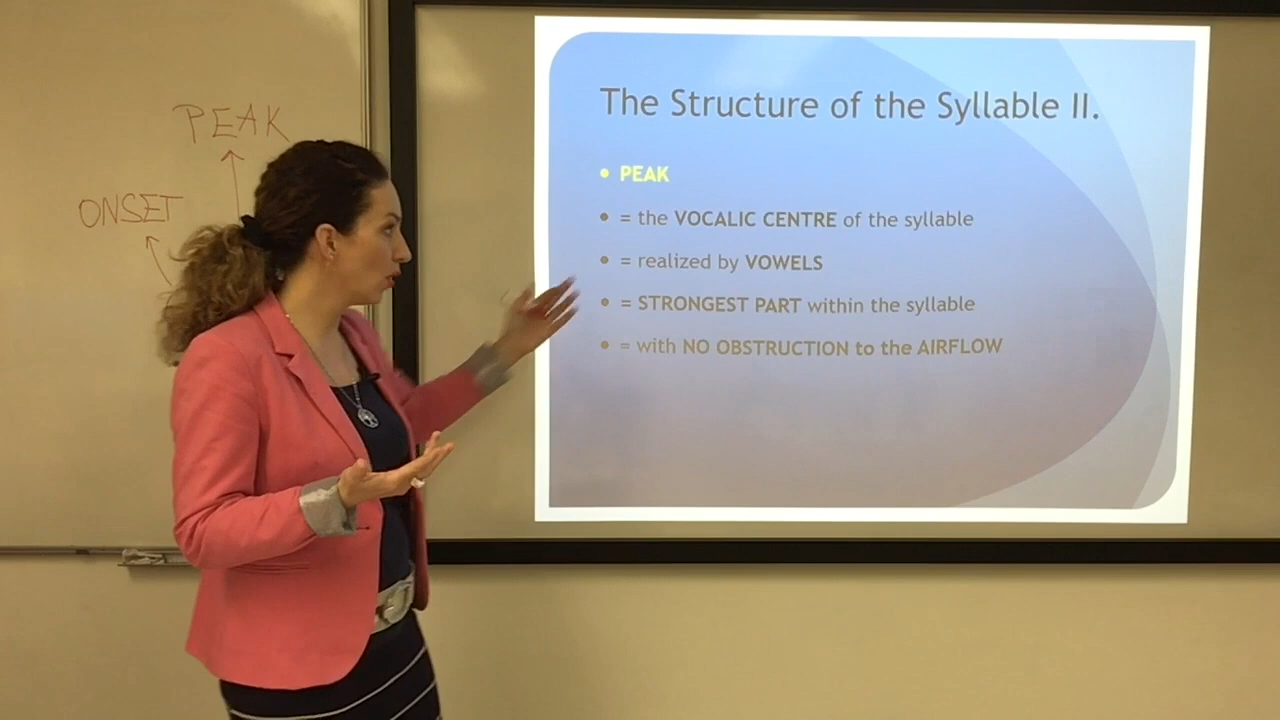 PEAK
ONSET
The Structure of the Syllable II.
• PEAK
• = the VOCALIC CENTRE of the syllable
• = realized by VOWELS
• = STRONGEST PART within the syllable
• = with NO OBSTRUCTION to the AIRFLOW